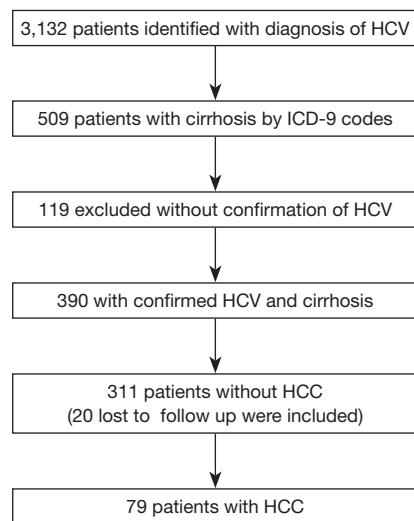 3,132 patients identified with diagnosis of HCV
509 patients with cirrhosis by ICD-9 codes
119 excluded without confirmation of HCV
390 with confirmed HCV and cirrhosis
311 patients without HCC
(20 lost to follow up were included)
79 patients with HCC